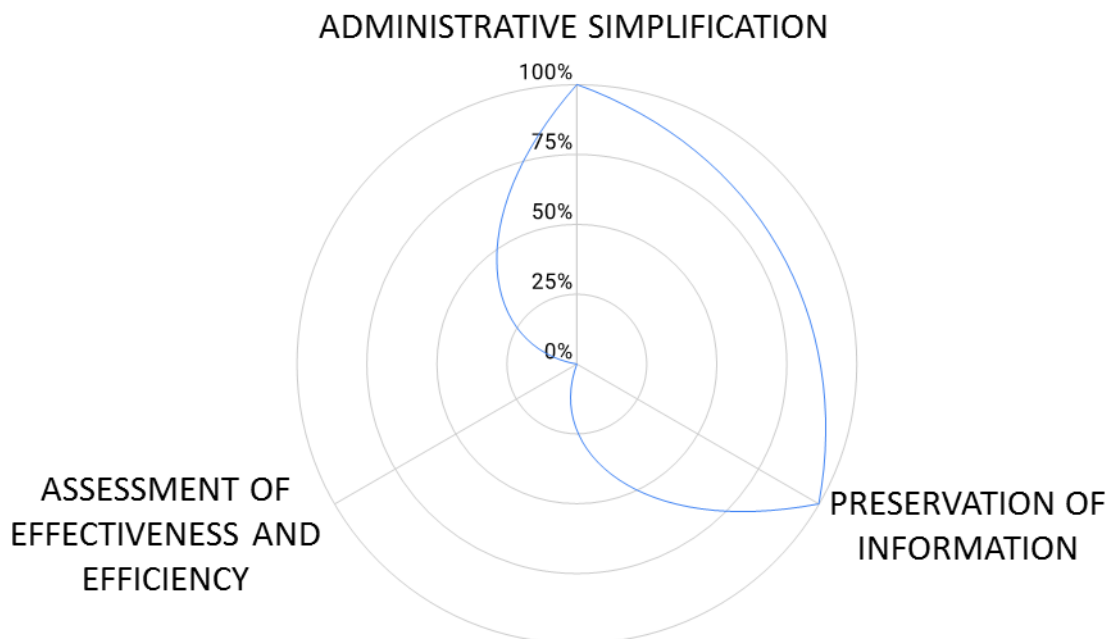 ADMINISTRATIVE SIMPLIFICATION
100%
75%
50%
25%
0%
ASSESSMENT OF
EFFECTIVENESS AND
EFFICIENCY
PRESERVATION OF
INFORMATION